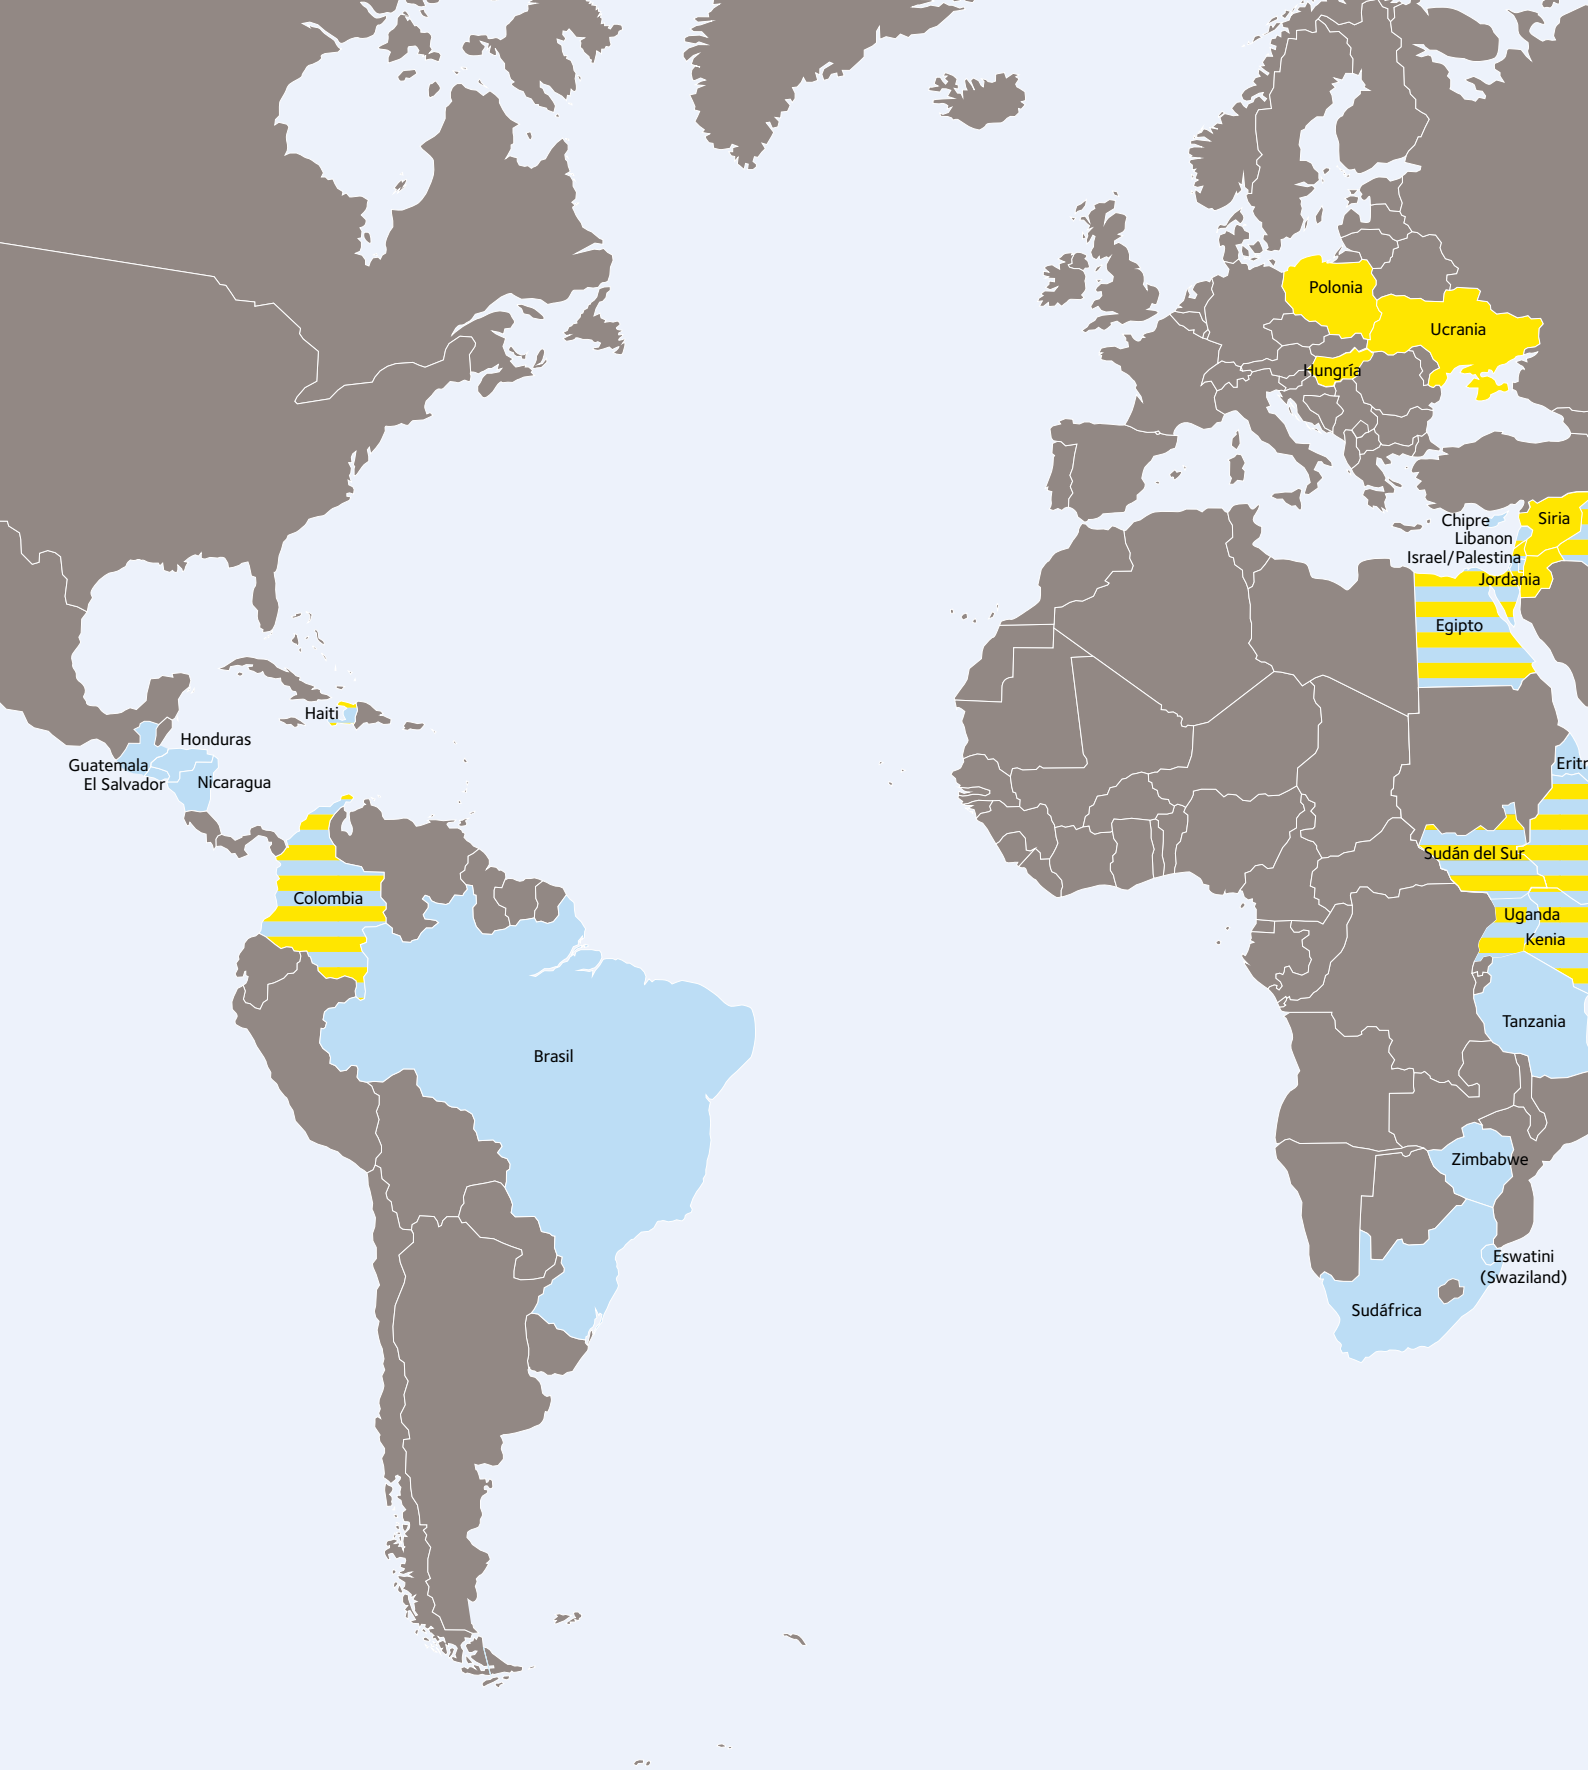 Polonia
Ucrania
Hungría
Chipre
Siria
Libanon
Israel/Palestina
Jordania
Egipto
Haiti
Honduras
Guatemala
El Salvador
Nicaragua
Eritr
Sudán del Sur
Colombia
Uganda
Kenia
Tanzania
Brasil
Zimbabwe
Eswatini
(Swaziland)
Sudáfrica